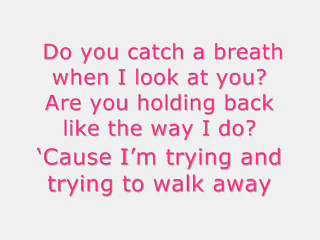 Do you catch a breath
when I look at you?
Are you holding back
like the way I do?
‘Cause I’m trying and
trying to walk away